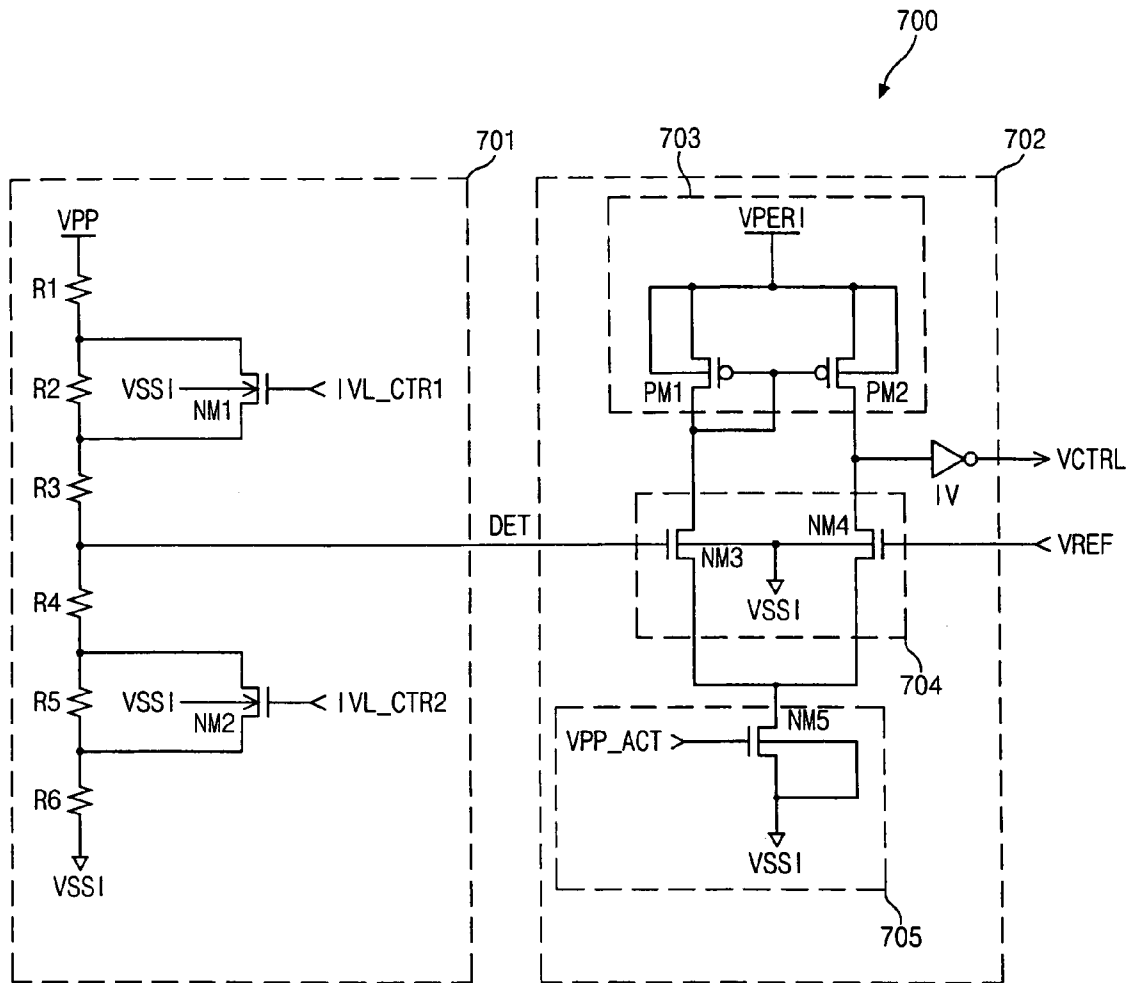 700
701
703
702
VPP
VPERI
R1
R2
VSSI
NM1
IVL_CTR1
PM1
PM2
R3
IV
VCTRL
DET
NM3
NM4
VREF
VSSI
R4
704
R5
VSSI
NM2
IVL_CTR2
NM5
VPP_ACT
R6
VSSI
VSSI
705